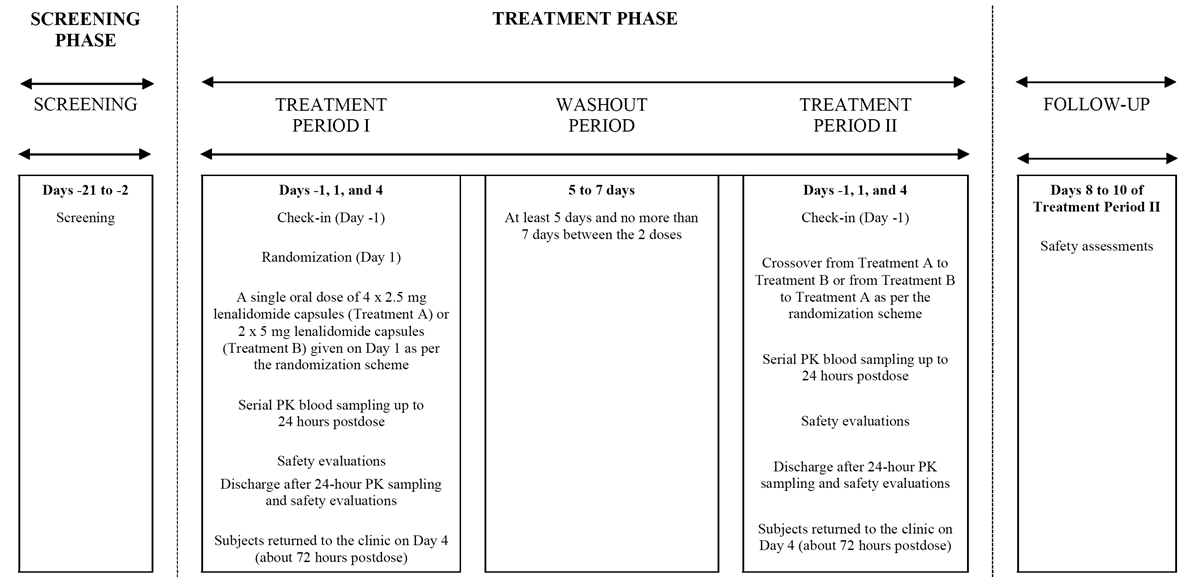 SCREENING
PHASE
TREATMENT PHASE
SCREENING
TREATMENT
PERIOD I
WASHOUT
PERIOD
TREATMENT
PERIOD II
FOLLOW-UP
Days -21 to -2
Screening
Days -1, 1, and 4
Check-in (Day -1)
Randomization (Day 1)
A single oral dose of 4 x 2.5 mg
lenalidomide capsules (Treatment A) or
2 x 5 mg lenalidomide capsules
(Treatment B) given on Day 1 as per
the randomization scheme
Serial PK blood sampling up to
24 hours postdose
Safety evaluations
Discharge after 24-hour PK sampling
and safety evaluations
Subjects returned to the clinic on Day 4
(about 72 hours postdose)
5 to 7 days
At least 5 days and no more than
7 days between the 2 doses
Days -1, 1, and 4
Check-in (Day -1)
Crossover from Treatment A to
Treatment B or from Treatment B
to Treatment A as per the
randomization scheme
Serial PK blood sampling up to
24 hours postdose
Safety evaluations
Discharge after 24-hour PK
sampling and safety evaluations
Subjects returned to the clinic on
Day 4 (about 72 hours postdose)
Days 8 to 10 of
Treatment Period II
Safety assessments